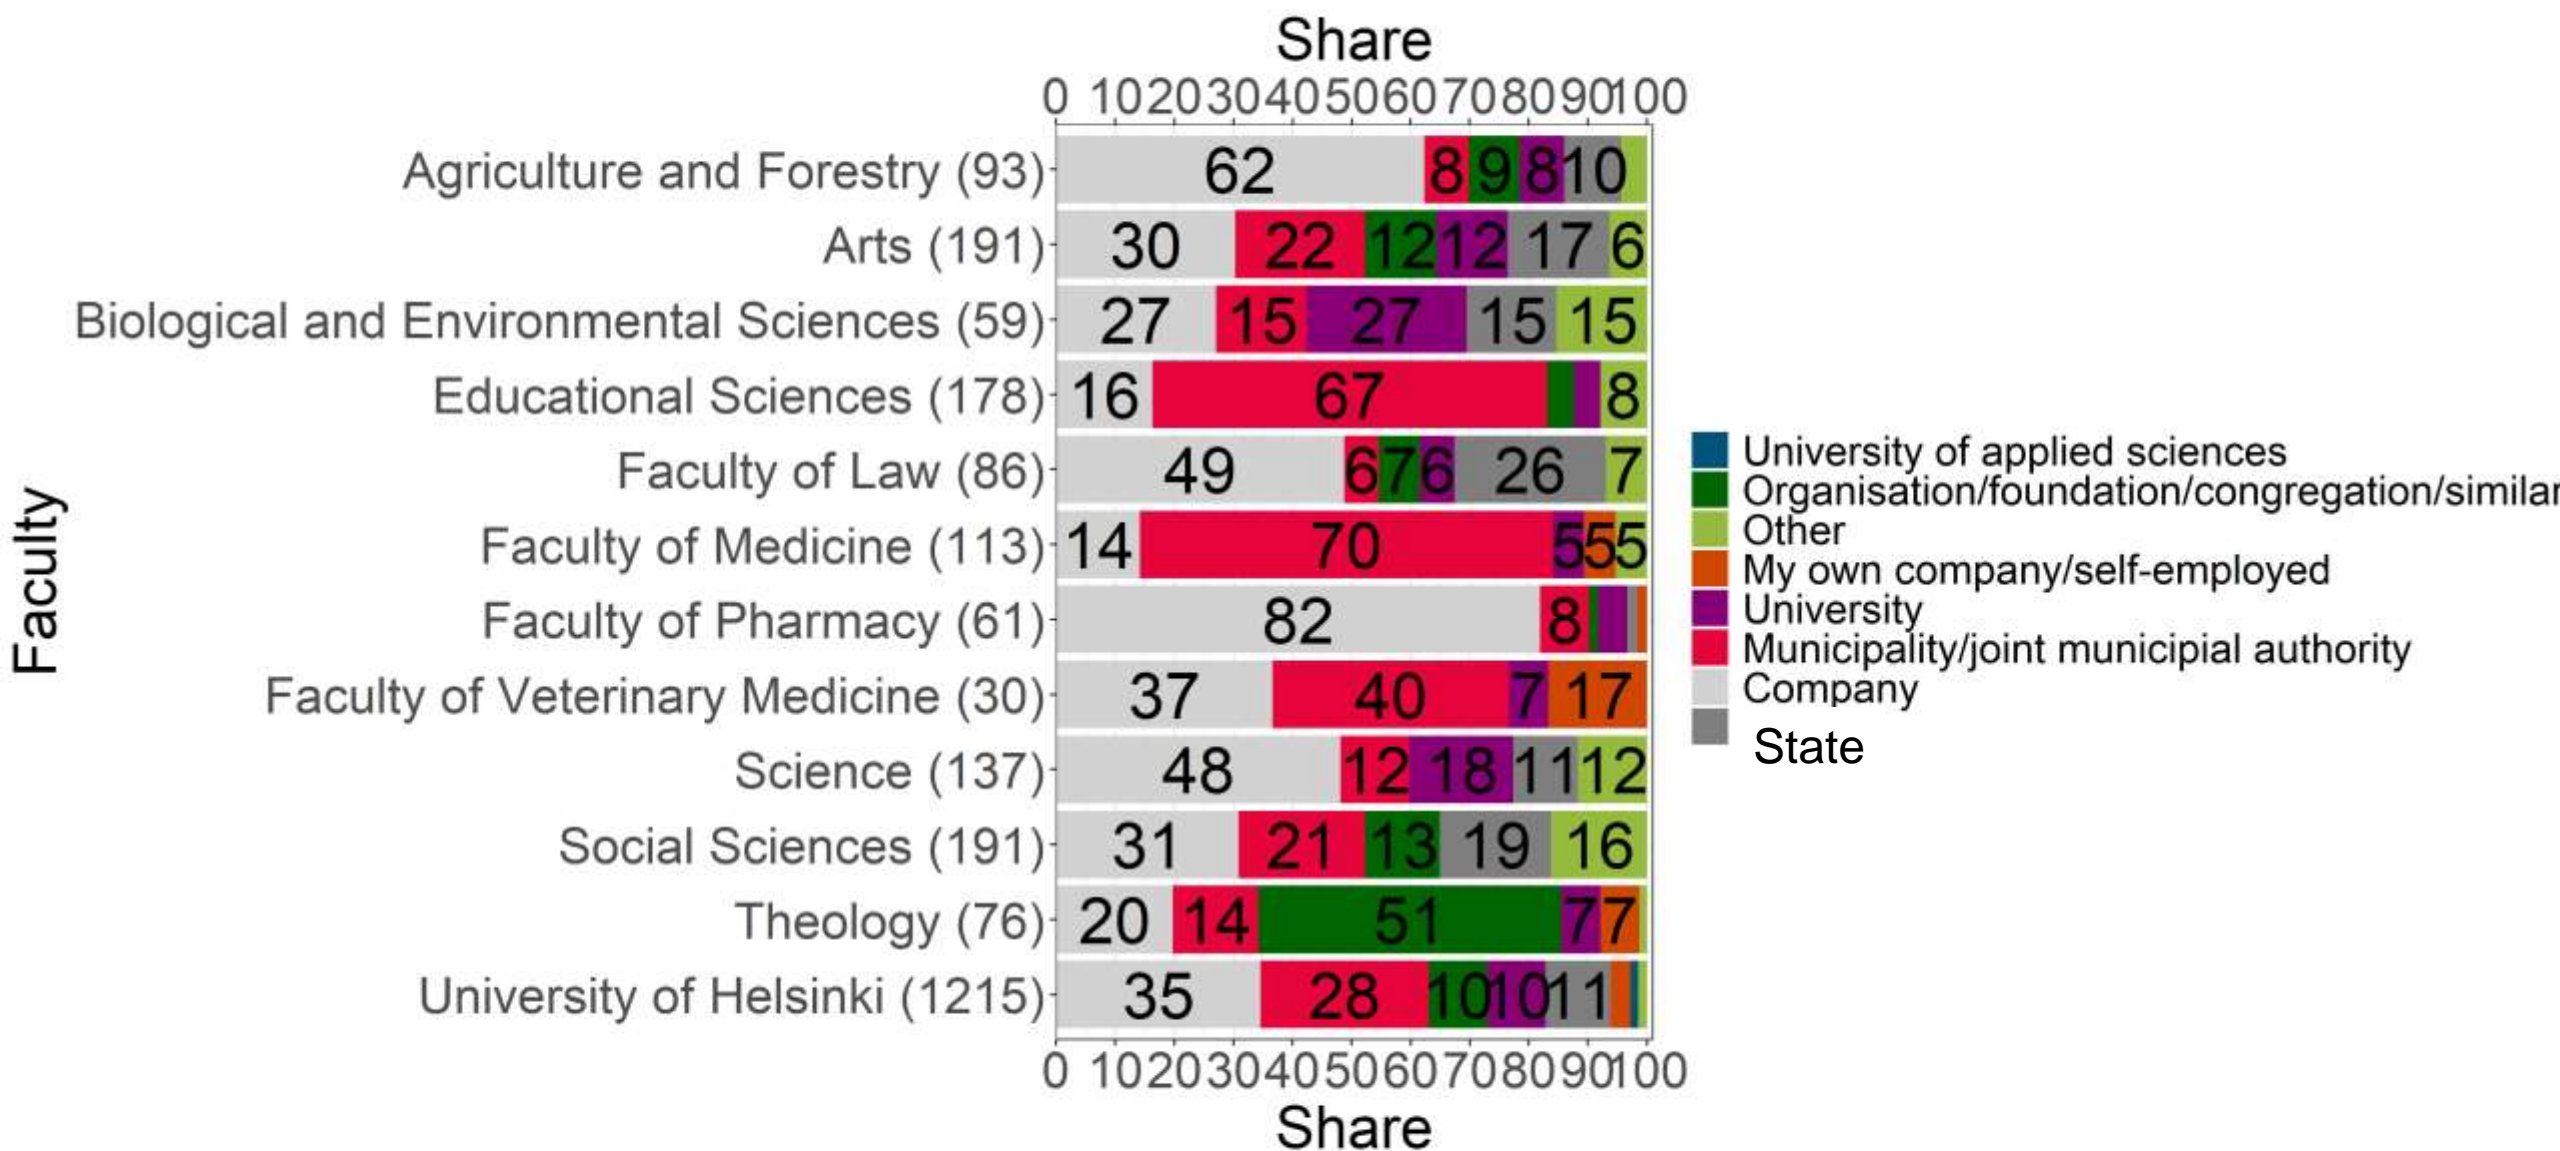 Share
0 10 20 30 40 50 60 70 80 90 100
Agriculture and Forestry (93) 62 8 9 8 10
Arts (191) 30 22 12 12 17 6
Biological and Environmental Sciences (59) 27 15 27 15 15
Educational Sciences (178) 16 67 8
Faculty of Law (86) 49 6 7 6 26 7
Faculty of Medicine (113) 14 70 5 5 5
Faculty of Pharmacy (61) 82 8
Faculty of Veterinary Medicine (30) 37 40 7 17
Science (137) 48 12 18 11 12
Social Sciences (191) 31 21 13 19 16
Theology (76) 20 14 51 7 7
University of Helsinki (1215) 35 28 10 10 11
0 10 20 30 40 50 60 70 80 90 100
Share
Faculty
University of applied sciences
Organisation/foundation/congregation/similar
Other
My own company/self-employed
University
Municipality/joint municipial authority
Company
State